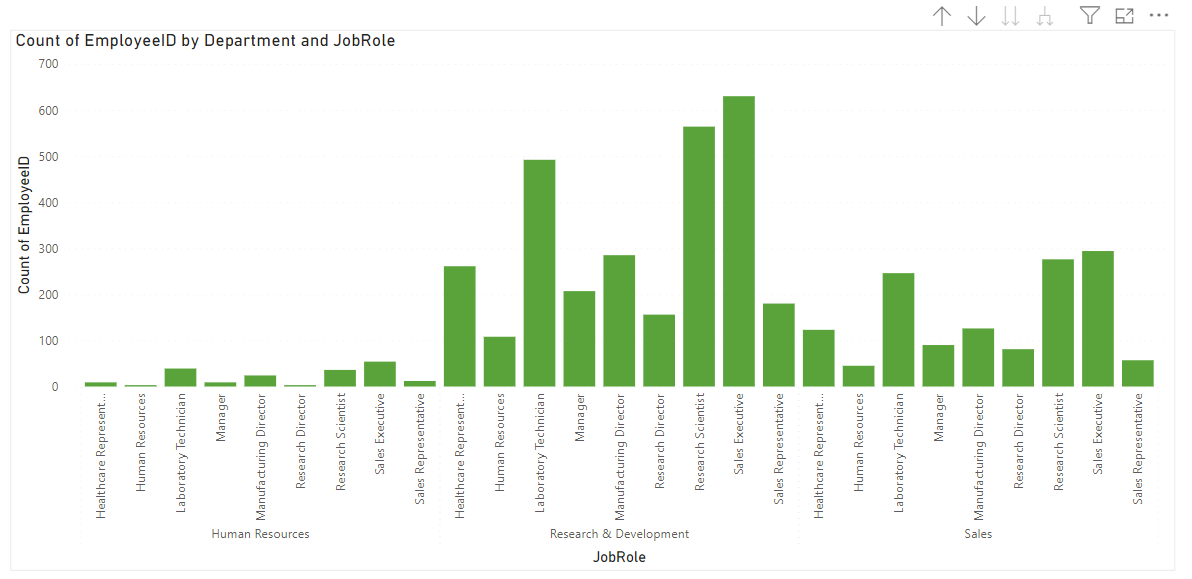 Count of EmployeeID by Department and JobRole
700
600
500
400
300
200
100
0
Count of EmployeeID
Healthcare Represent...
Human Resources
Laboratory Technician
Manager
Manufacturing Director
Research Director
Research Scientist
Sales Executive
Sales Representative
Healthcare Represent...
Human Resources
Laboratory Technician
Manager
Manufacturing Director
Research Director
Research Scientist
Sales Executive
Sales Representative
Healthcare Represent...
Human Resources
Laboratory Technician
Manager
Manufacturing Director
Research Director
Research Scientist
Sales Executive
Sales Representative
Human Resources
Research & Development
Sales
JobRole